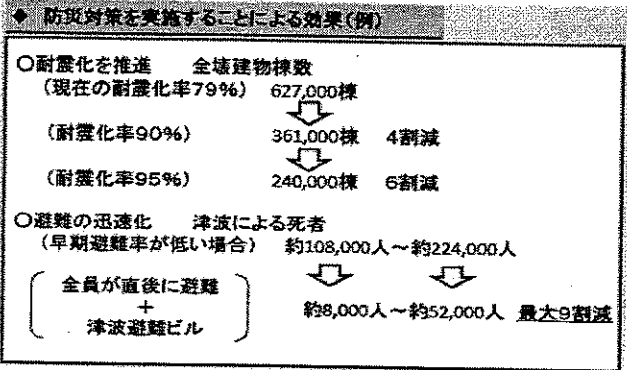 ◆ 防災対策を実施することによる効果(例)
○耐震化を推進 全壊建物棟数
(現在の耐震化率79%) 627,000棟
(耐震化率90%) 361,000棟 4割減
(耐震化率95%) 240,000棟 6割減
○避難の迅速化 津波による死者
(早期避難率が低い場合) 約108,000人~約224,000人
全員が直後に避難
+
津波避難ビル
約8,000人~約52,000人 最大9割減